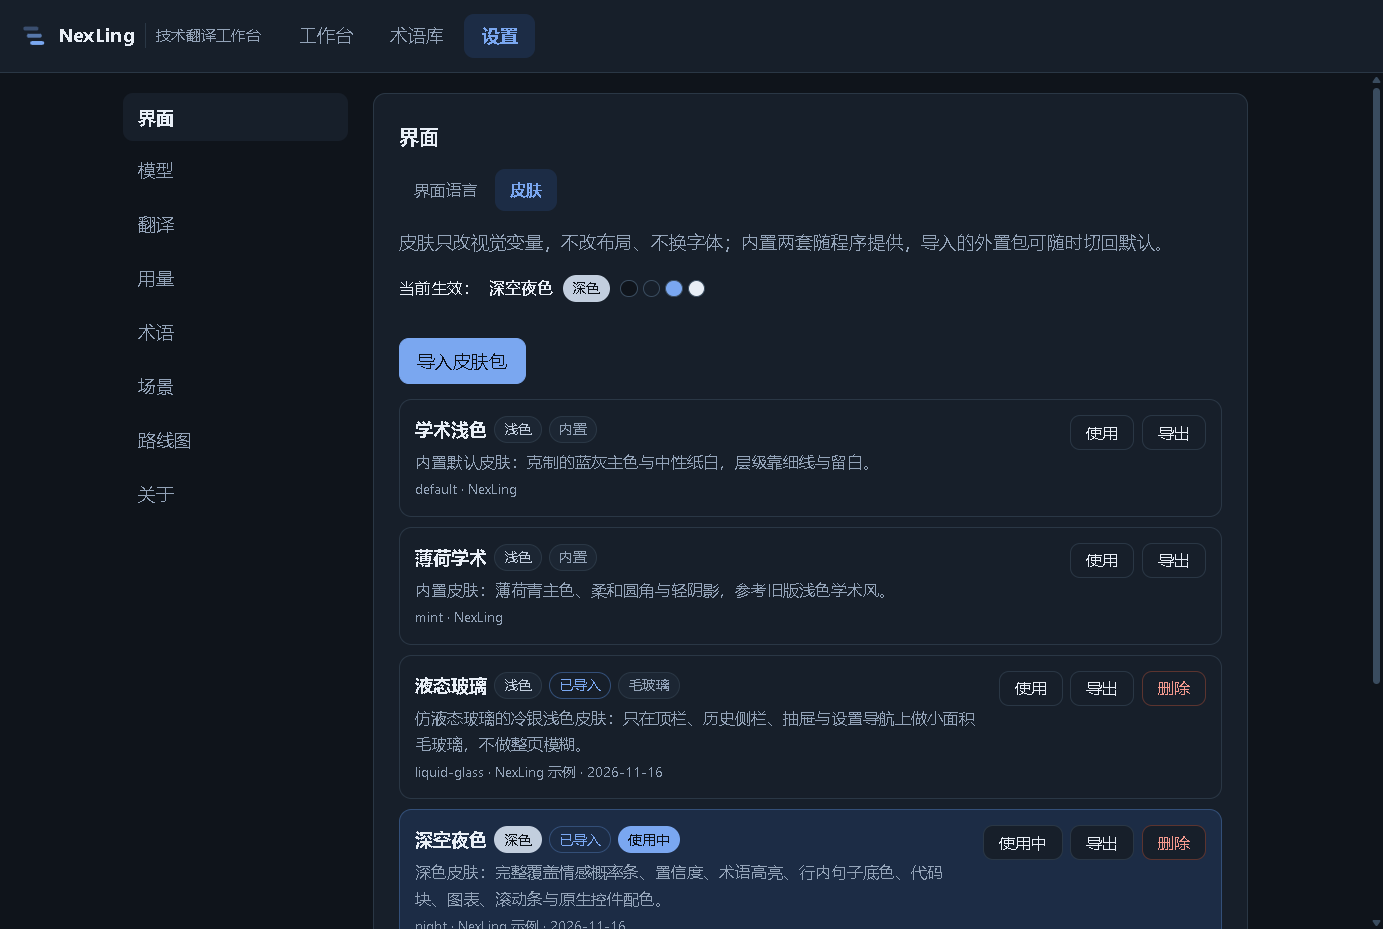 NexLing 技术翻译工作台 工作台 术语库 设置
界面
模型
翻译
用量
术语
场景
路线图
关于
界面
界面语言 皮肤
皮肤只改视觉变量，不改布局、不换字体；内置两套随程序提供，导入的外置包可随时切回默认。
当前生效： 深空夜色 深色
导入皮肤包
学术浅色 浅色 内置 使用 导出
内置默认皮肤：克制的蓝灰主色与中性纸白，层级靠细线与留白。
default · NexLing
薄荷学术 浅色 内置 使用 导出
内置皮肤：薄荷青主色、柔和圆角与轻阴影，参考旧版浅色学术风。
mint · NexLing
液态玻璃 浅色 已导入 毛玻璃 使用 导出 删除
仿液态玻璃的冷银浅色皮肤：只在顶栏、历史侧栏、抽屉与设置导航上做小面积
毛玻璃，不做整页模糊。
liquid-glass · NexLing 示例 · 2026-11-16
深空夜色 深色 已导入 使用中 使用中 导出 删除
深色皮肤：完整覆盖情感概率条、置信度、术语高亮、行内句子底色、代码
块、图表、滚动条与原生控件配色。
night · NexLing 示例 · 2026-11-16